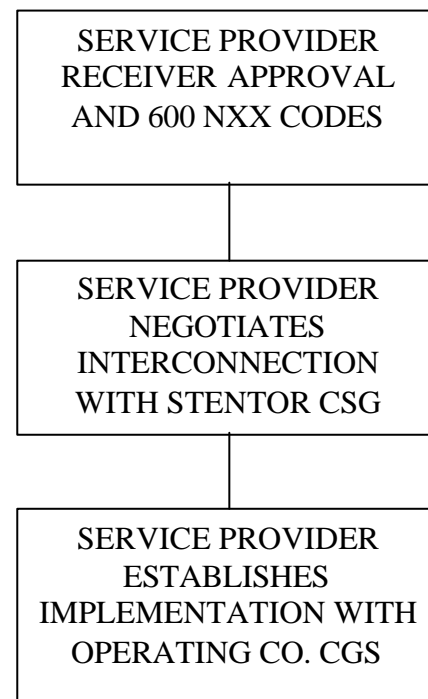 SERVICE PROVIDER
RECEIVER APPROVAL
AND 600 NXX CODES
SERVICE PROVIDER
NEGOTIATES
INTERCONNECTION
WITH STENTOR CSG
SERVICE PROVIDER
ESTABLISHES
IMPLEMENTATION WITH
OPERATING CO. CGS